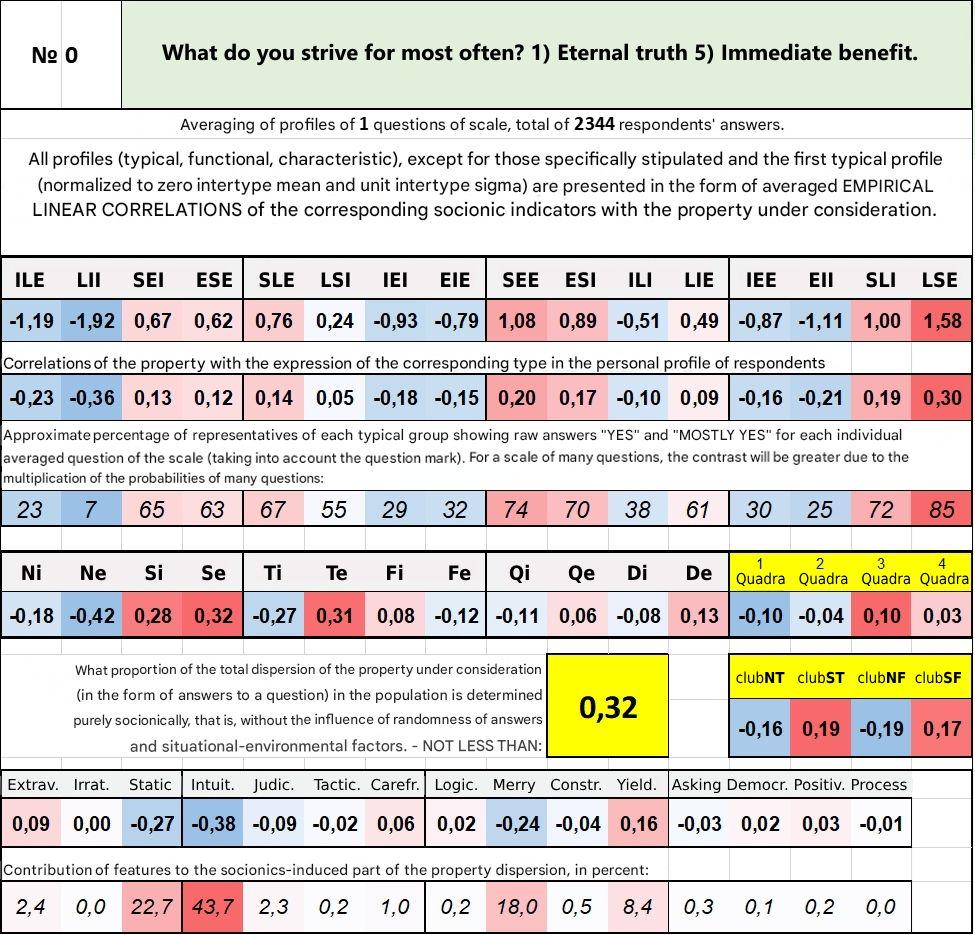 № 0
What do you strive for most often? 1) Eternal truth 5) Immediate benefit.
Averaging of profiles of 1 questions of scale, total of 2344 respondents' answers.
All profiles (typical, functional, characteristic), except for those specifically stipulated and the first typical profile
(normalized to zero intertype mean and unit intertype sigma) are presented in the form of averaged EMPIRICAL
LINEAR CORRELATIONS of the corresponding socionic indicators with the property under consideration.
ILE LII SEI ESE SLE LSI IEI EIE SEE ESI ILI LIE IEE EII SLI LSE
-1,19 -1,92 0,67 0,62 0,76 0,24 -0,93 -0,79 1,08 0,89 -0,51 0,49 -0,87 -1,11 1,00 1,58
Correlations of the property with the expression of the corresponding type in the personal profile of respondents
-0,23 -0,36 0,13 0,12 0,14 0,05 -0,18 -0,15 0,20 0,17 -0,10 0,09 -0,16 -0,21 0,19 0,30
Approximate percentage of representatives of each typical group showing raw answers "YES" and "MOSTLY YES" for each individual
averaged question of the scale (taking into account the question mark). For a scale of many questions, the contrast will be greater due to the
multiplication of the probabilities of many questions:
23 7 65 63 67 55 29 32 74 70 38 61 30 25 72 85
Ni Ne Si Se Ti Te Fi Fe Qi Qe Di De 1 Quadra 2 Quadra 3 Quadra 4 Quadra
-0,18 -0,42 0,28 0,32 -0,27 0,31 0,08 -0,12 -0,11 0,06 -0,08 0,13 -0,10 -0,04 0,10 0,03
What proportion of the total dispersion of the property under consideration
(in the form of answers to a question) in the population is determined
purely socionically, that is, without the influence of randomness of answers
and situational-environmental factors. - NOT LESS THAN:
0,32
clubNT clubST clubNF clubSF
-0,16 0,19 -0,19 0,17
Extrav. Irrat. Static Intuit. Judic. Tactic. Carefr. Logic. Merry Constr. Yield. Asking Democr. Positiv. Process
0,09 0,00 -0,27 -0,38 -0,09 -0,02 0,06 0,02 -0,24 -0,04 0,16 -0,03 0,02 0,03 -0,01
Contribution of features to the socionics-induced part of the property dispersion, in percent:
2,4 0,0 22,7 43,7 2,3 0,2 1,0 0,2 18,0 0,5 8,4 0,3 0,1 0,2 0,0